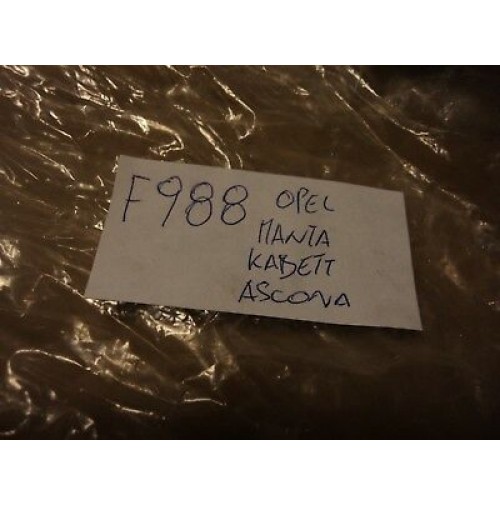 F988 OPEL
MANTA
KADETT
ASCONA